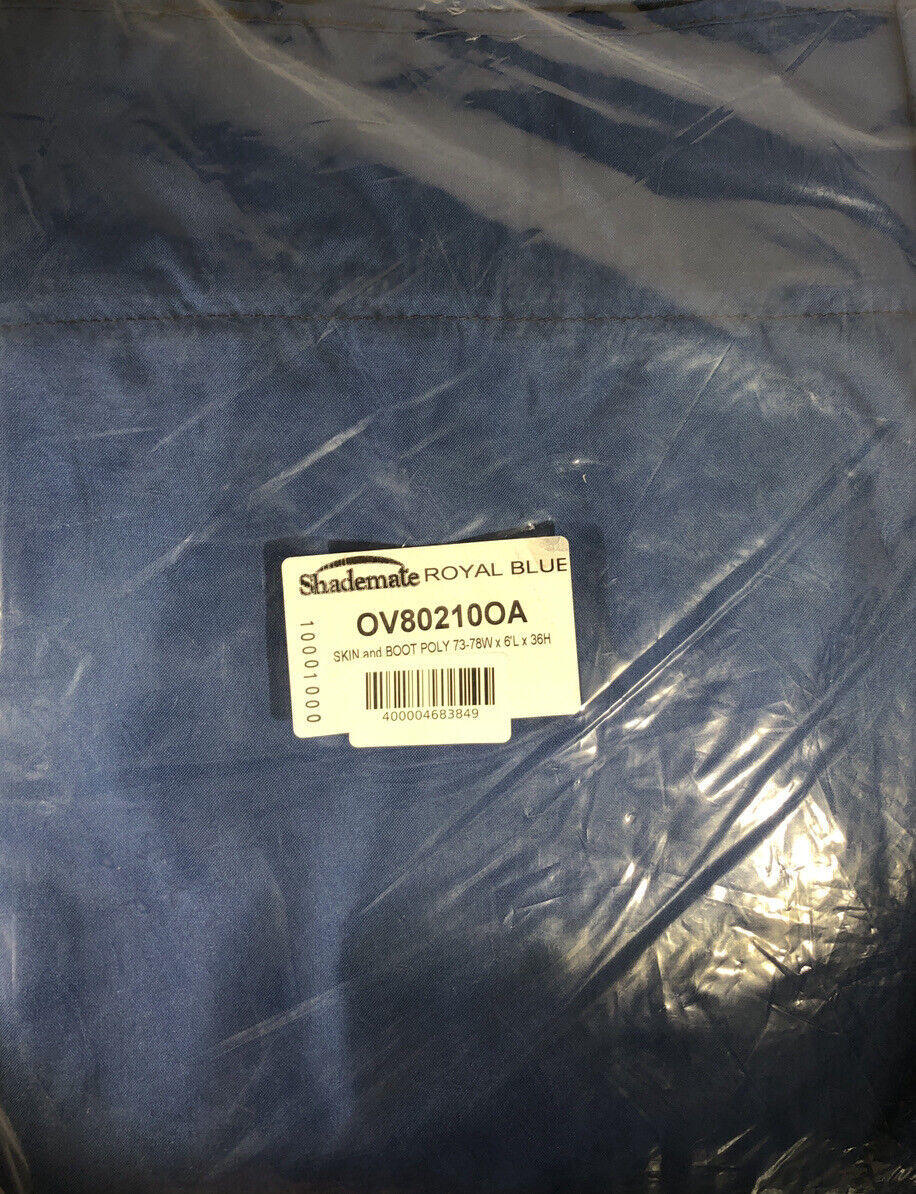 Shademate ROYAL BLUE
OV80210OA
SKIN and BOOT POLY 73-78W x 6'L x 36H
10001000
400004683849